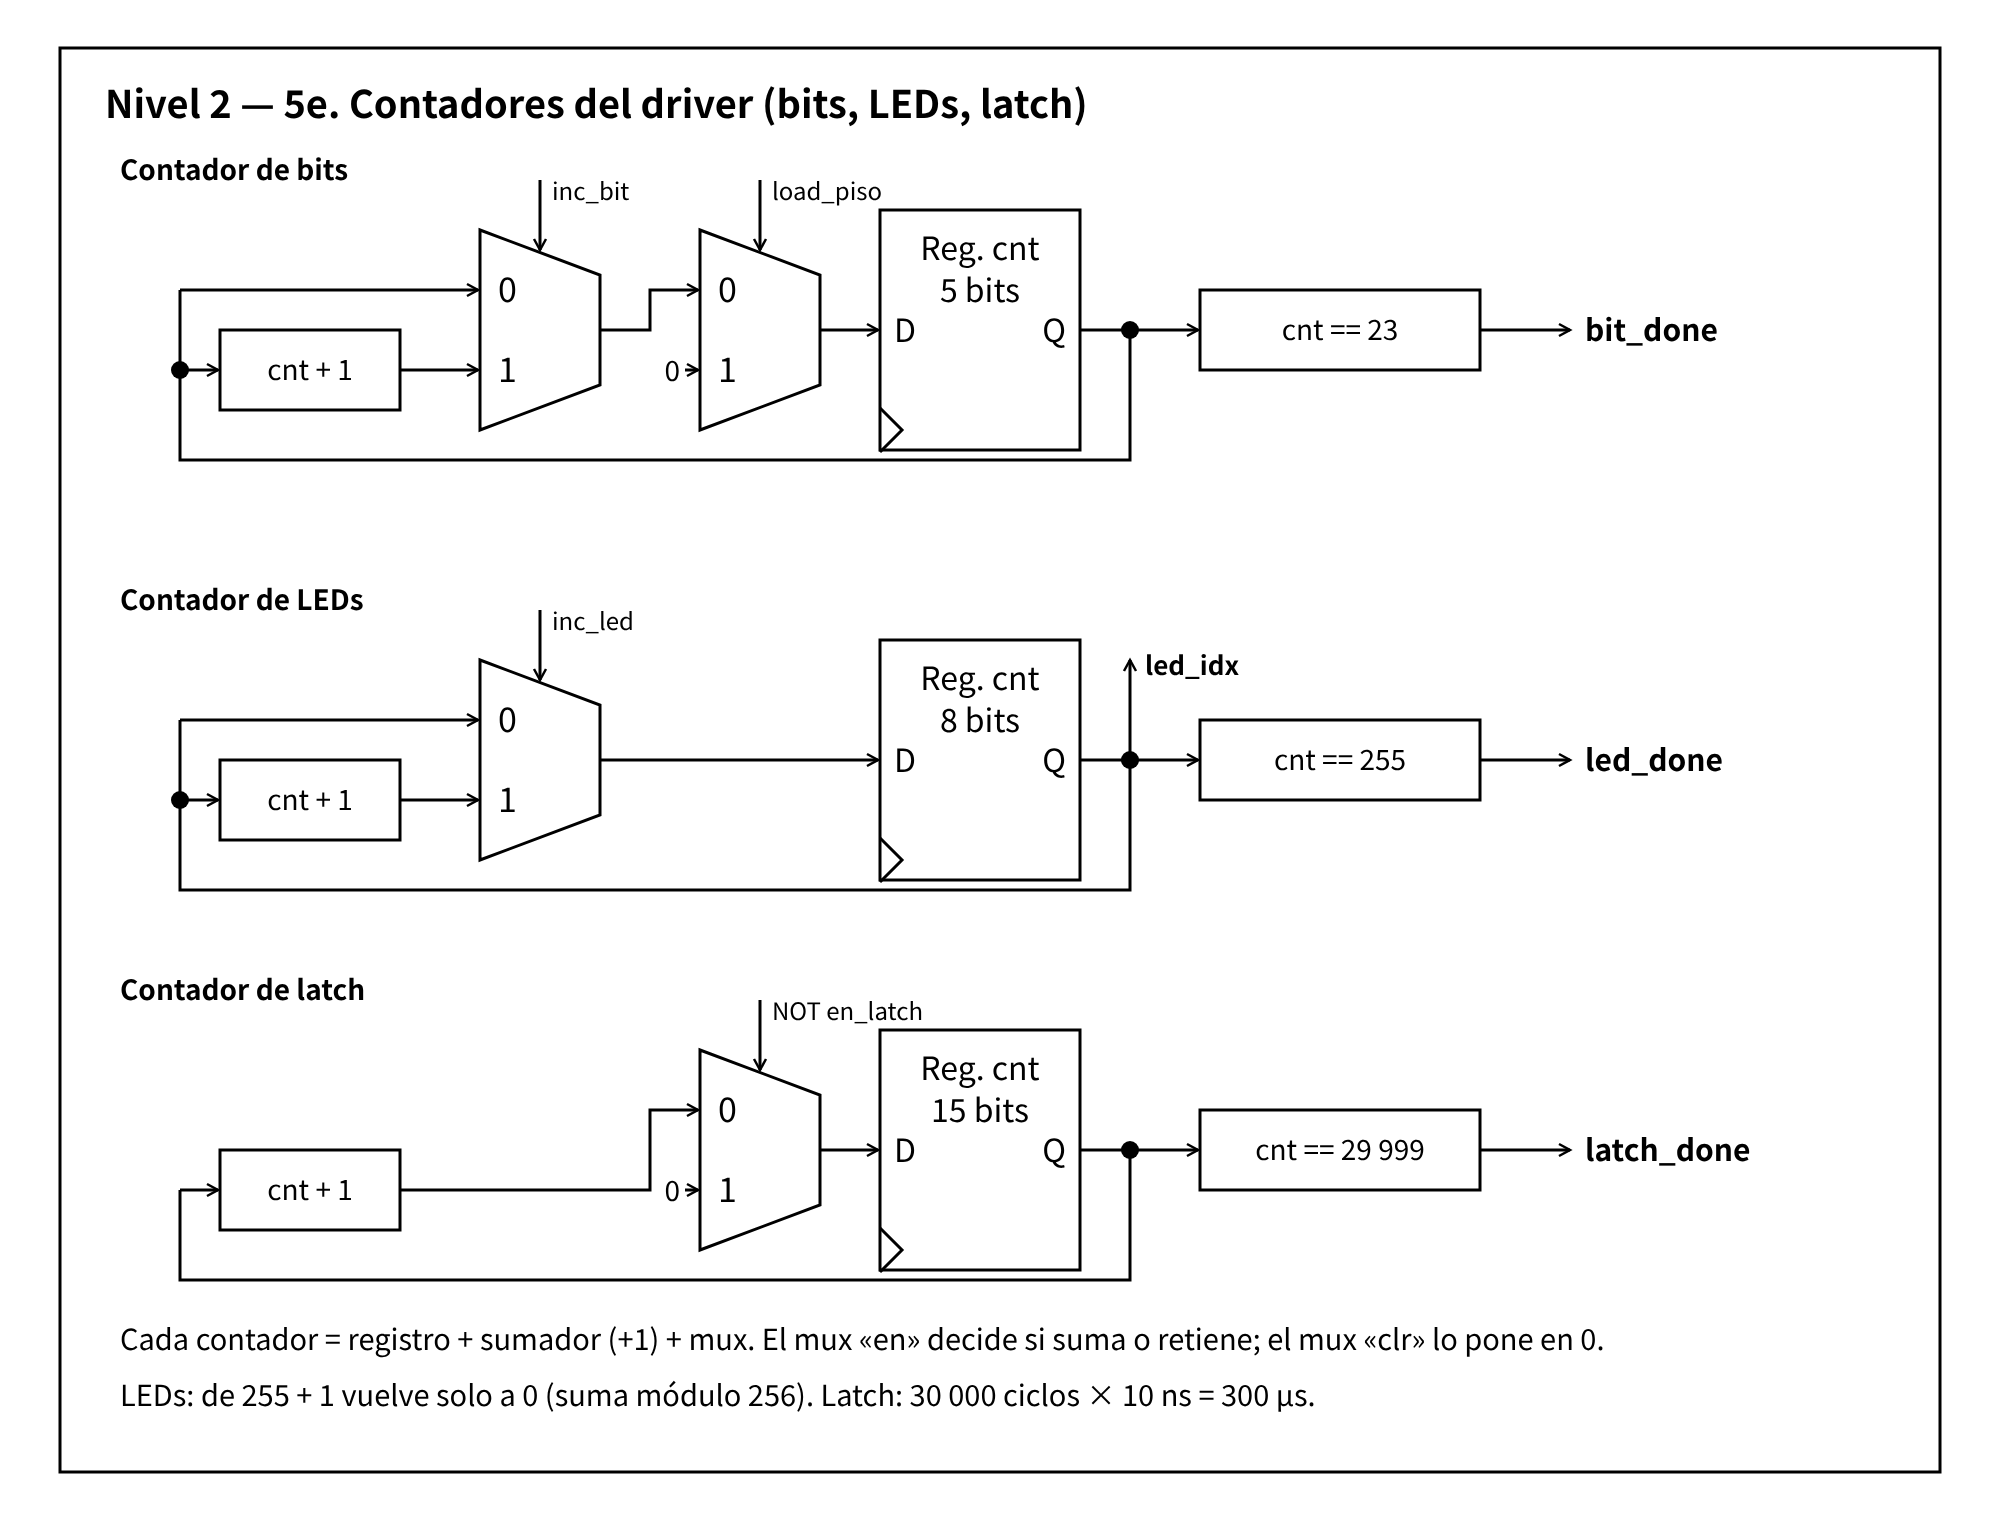 Nivel 2 — 5e. Contadores del driver (bits, LEDs, latch)
Contador de bits
inc_bit
load_piso
Reg. cnt
5 bits
0
0
D
Q
cnt == 23
bit_done
cnt + 1
1
0
1
Contador de LEDs
inc_led
led_idx
Reg. cnt
8 bits
0
D
Q
cnt == 255
led_done
cnt + 1
1
Contador de latch
NOT en_latch
Reg. cnt
15 bits
0
D
Q
cnt == 29 999
latch_done
cnt + 1
0
1
Cada contador = registro + sumador (+1) + mux. El mux «en» decide si suma o retiene; el mux «clr» lo pone en 0.
LEDs: de 255 + 1 vuelve solo a 0 (suma módulo 256). Latch: 30 000 ciclos × 10 ns = 300 µs.